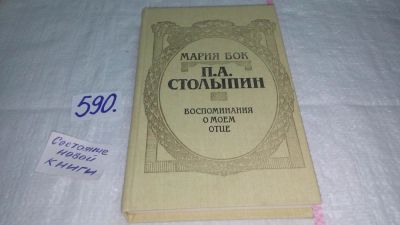 590.
Состояние
новой
книги
МАРИЯ БОК
П.А.
СТОЛЫПИН
ВОСПОМИНАНИЯ
О МОЕМ
ОТЦЕ